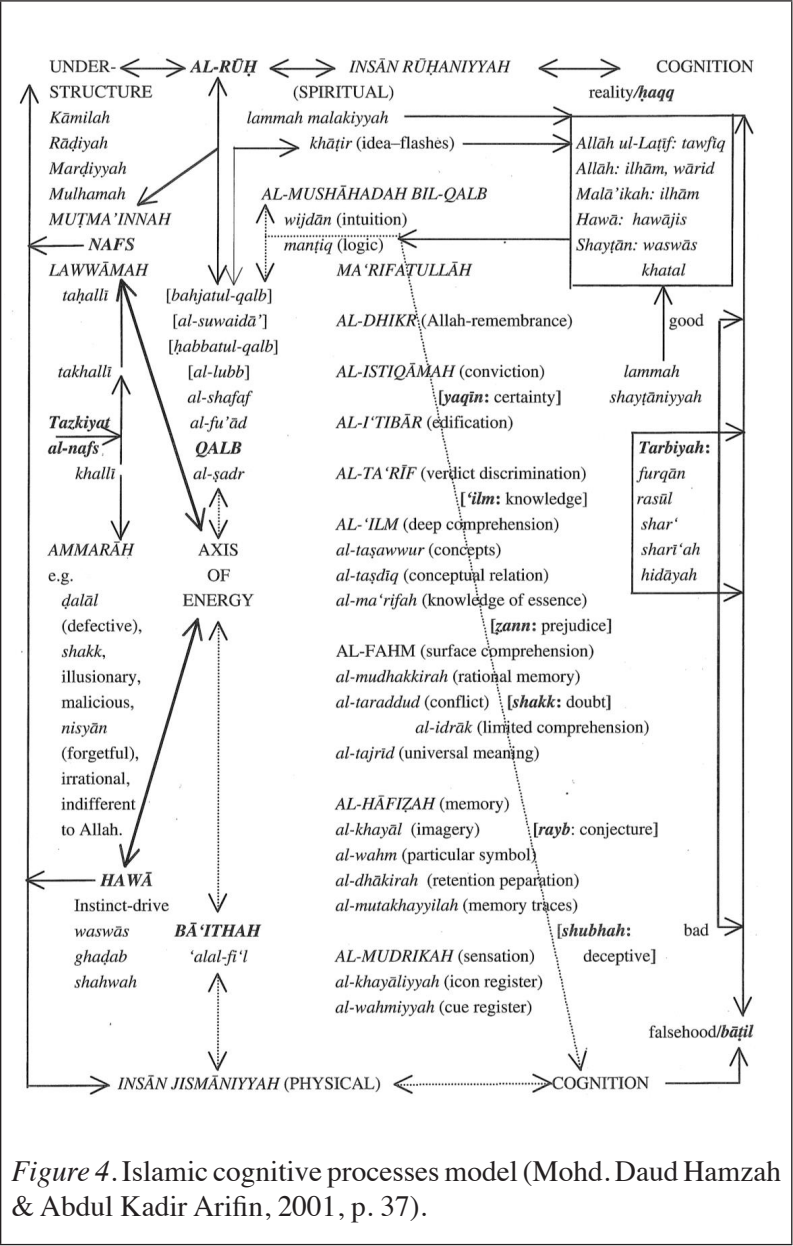 UNDER- AL-RŪḤ INSĀN RŪḤANIYYAH COGNITION
STRUCTURE (SPIRITUAL) reality/ḥaqq
Kāmilah lammah malakiyyah
Rāḍiyah khāṭir (idea–flashes) Allāh ul-Laṭīf: tawfiq
Marḍiyyah Allāh: ilhām, wārid
Mulhamah AL-MUSHĀHADAH BIL-QALB Malā’ikah: ilhām
MUṬMA’INNAH wijdān (intuition) Hawā: hawājis
NAFS manṭiq (logic) Shayṭān: waswās
LAWWĀMAH MA‘RIFATULLĀH khatal
taḥallī [bahjatul-qalb]
[al-suwaidā’] AL-DHIKR (Allah-remembrance) good
[ḥabbatul-qalb]
takhallī [al-lubb] AL-ISTIQĀMAH (conviction) lammah
al-shafaf [yaqīn: certainty] shayṭāniyyah
Tazkiyat al-fu’ād AL-I‘TIBĀR (edification)
al-nafs QALB Tarbiyah:
khallī al-ṣadr AL-TA‘RĪF (verdict discrimination) furqān
[‘ilm: knowledge] rasūl
AL-‘ILM (deep comprehension) shar‘
AMMARĀH AXIS al-taṣawwur (concepts) sharī‘ah
e.g. OF al-taṣdīq (conceptual relation) hidāyah
ḍalāl ENERGY al-ma‘rifah (knowledge of essence)
(defective), [ẓann: prejudice]
shakk, AL-FAHM (surface comprehension)
illusionary, al-mudhakkirah (rational memory)
malicious, al-taraddud (conflict) [shakk: doubt]
nisyān al-idrāk (limited comprehension)
(forgetful), al-tajrīd (universal meaning)
irrational,
indifferent AL-HĀFIẒAH (memory)
to Allah. al-khayāl (imagery) [rayb: conjecture]
al-wahm (particular symbol)
HAWĀ al-dhākirah (retention peparation)
Instinct-drive al-mutakhayyilah (memory traces)
waswās BĀ‘ITHAH [shubhah: bad
ghaḍab ‘alal-fi‘l AL-MUDRIKAH (sensation) deceptive]
shahwah al-khayāliyyah (icon register)
al-wahmiyyah (cue register)
falsehood/bāṭil
INSĀN JISMĀNIYYAH (PHYSICAL) COGNITION
Figure 4. Islamic cognitive processes model (Mohd. Daud Hamzah
& Abdul Kadir Arifin, 2001, p. 37).